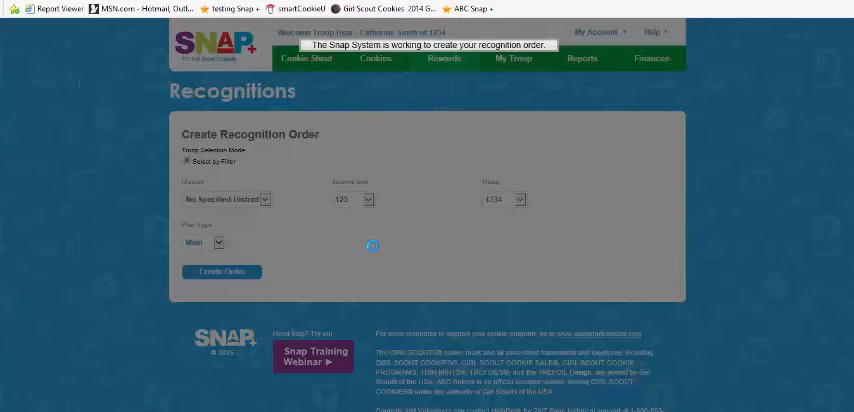 Report Viewer MSN.com - Hotmail, Outl... testing Snap + smartCookieU Girl Scout Cookies 2014 G... ABC Snap +
SNAP+
Welcome Troop User - Catherine Smith of 1234 My Account Help
The Snap System is working to create your recognition order.
Cookie Sheet Cookies Rewards My Troop Reports Finances
Recognitions
Create Recognition Order
Troop Selection Mode:
Select by Filter
District Service Unit Troop
No Specified District 123 1234
Plan Type
Main
Create Order
SNAP+
© 2015
Need help? Try our
Snap Training
Webinar
For more resources to support your cookie program, go to www.abcsmartcookies.com
The GIRL SCOUTS® name, mark and all associated trademarks and logotypes, including
GIRL SCOUT COOKIES®, GIRL SCOUT COOKIE SALE®, GIRL SCOUT COOKIE
PROGRAMS, THIN MINTS®, TREFOILS®, and the TREFOIL Design, are owned by Girl
Scouts of the USA. ABC Bakers is an official licensed vendor, baking GIRL SCOUT
COOKIES® under the authority of Girl Scouts of the USA.